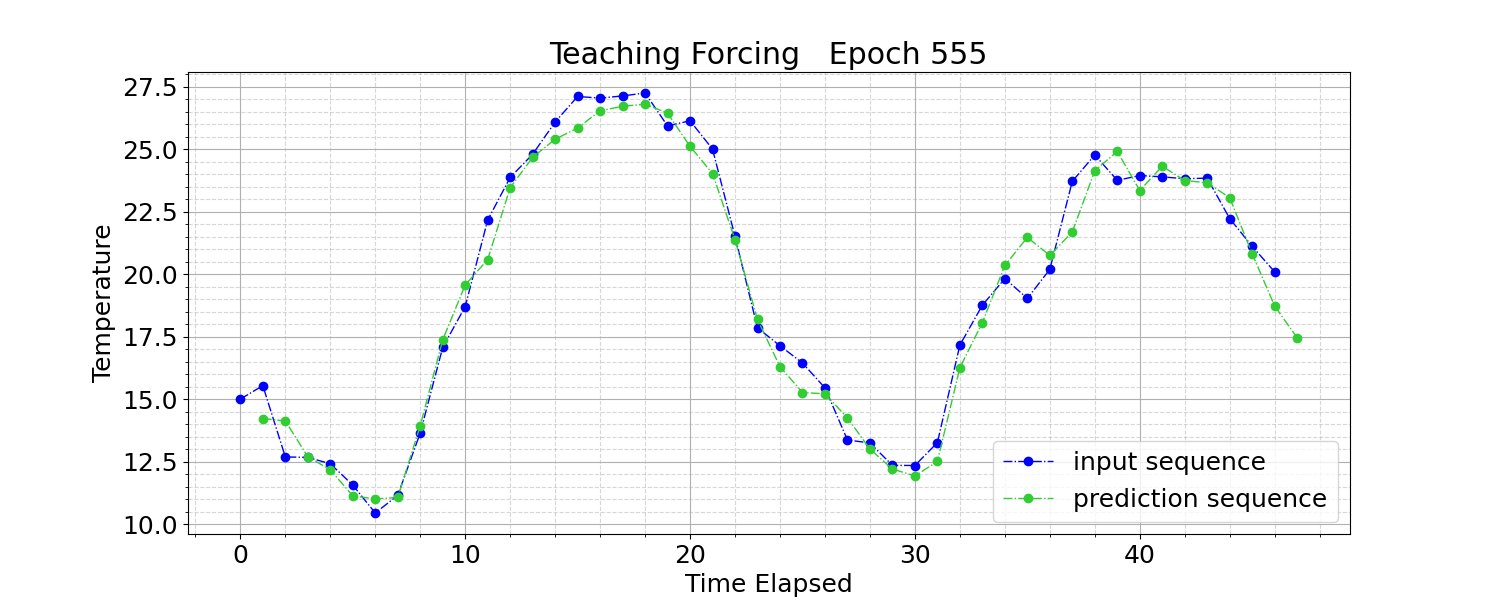 Teaching Forcing   Epoch 555
27.5
25.0
22.5
20.0
17.5
15.0
12.5
10.0
Temperature
input sequence
prediction sequence
0 10 20 30 40
Time Elapsed